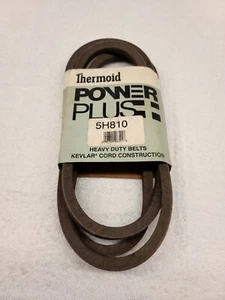 Thermoid
POWER
PLUS
5H810
HEAVY DUTY BELTS
KEVLAR® CORD CONSTRUCTION